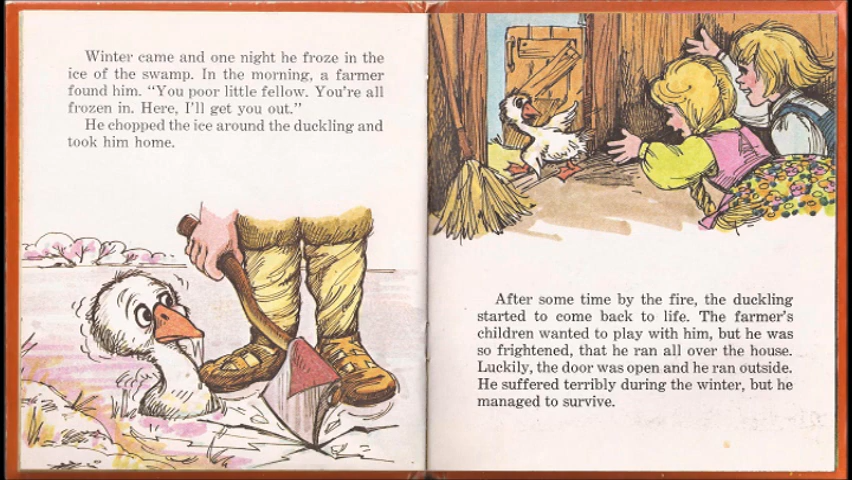 Winter came and one night he froze in the
ice of the swamp. In the morning, a farmer
found him. “You poor little fellow. You're all
frozen in. Here, I'll get you out.”
He chopped the ice around the duckling and
took him home.
After some time by the fire, the duckling
started to come back to life. The farmer's
children wanted to play with him, but he was
so frightened, that he ran all over the house.
Luckily, the door was open and he ran outside.
He suffered terribly during the winter, but he
managed to survive.